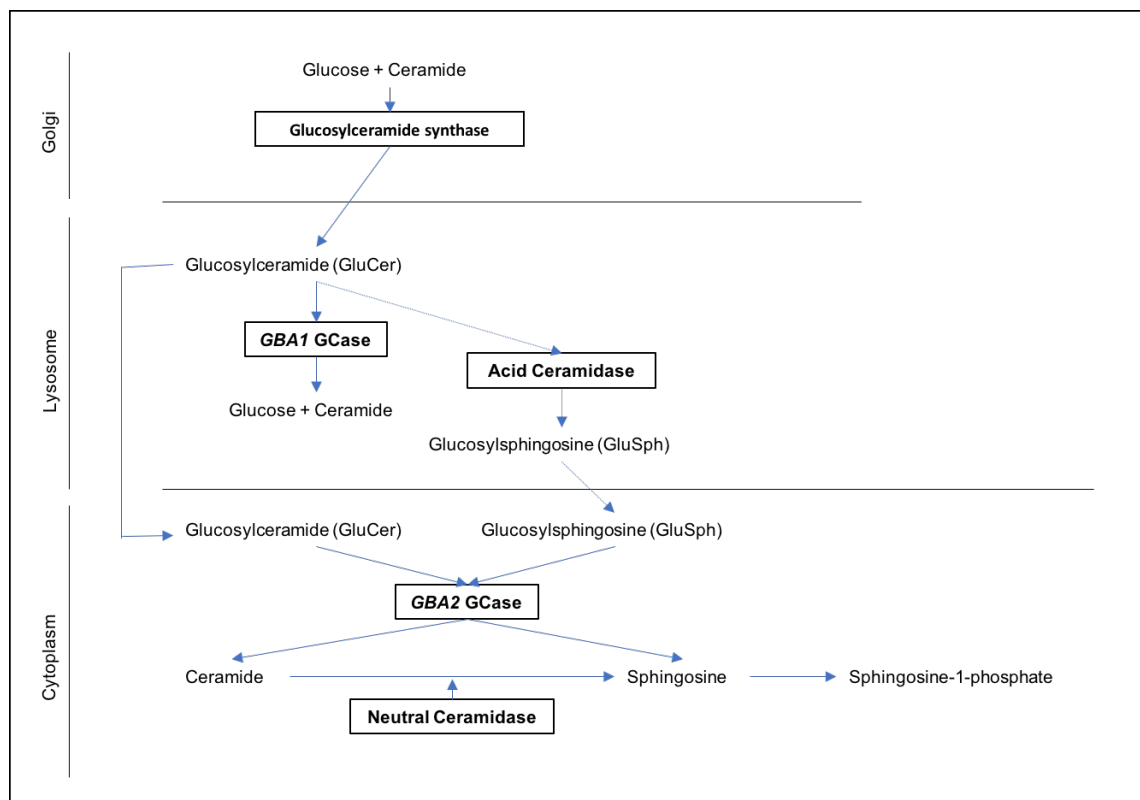 Golgi
Glucose + Ceramide
Glucosylceramide synthase
Lysosome
Glucosylceramide (GluCer)
GBA1 GCase
Acid Ceramidase
Glucose + Ceramide
Glucosylsphingosine (GluSph)
Cytoplasm
Glucosylceramide (GluCer)
Glucosylsphingosine (GluSph)
GBA2 GCase
Ceramide
Sphingosine
Sphingosine-1-phosphate
Neutral Ceramidase